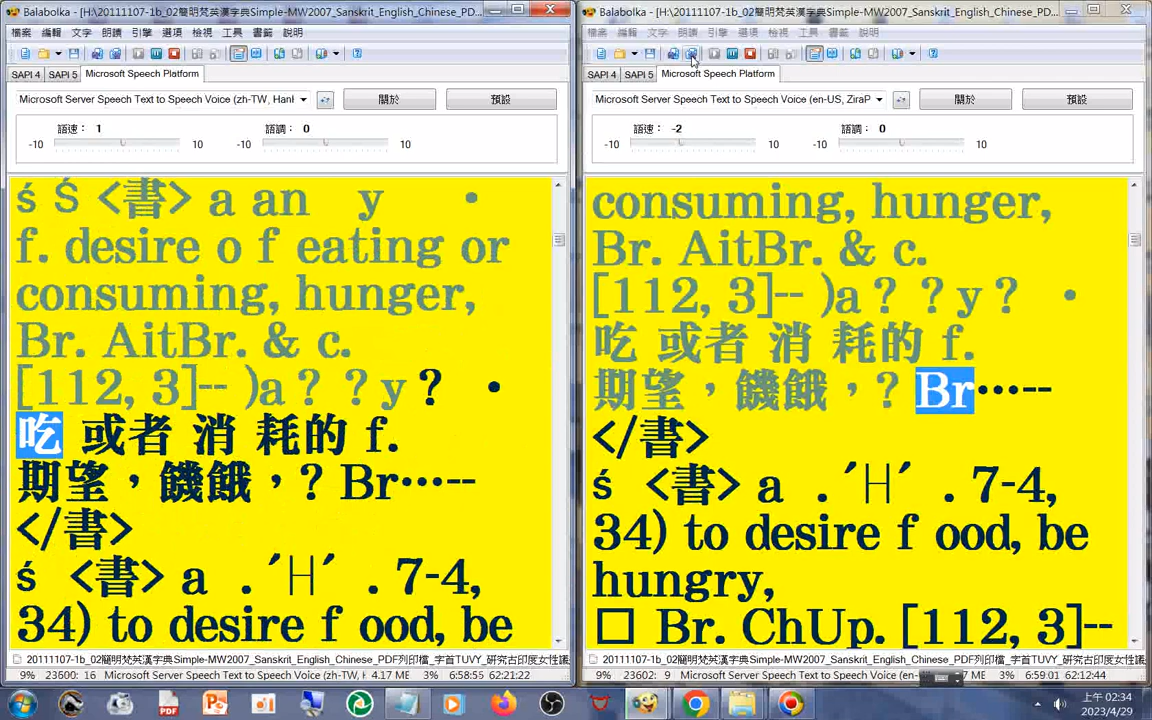 Balabolka - [H:\20111107-1b_02簡明梵英漢字典Simple-MW2007_Sanskrit_English_Chinese_PD...
檔案 編輯 文字 朗讀 引擎 選項 檢視 工具 書籤 說明
SAPI 4 SAPI 5 Microsoft Speech Platform
Microsoft Server Speech Text to Speech Voice (zh-TW, Hanl 關於 預設
語速： 1 語調： 0
-10 10 -10 10
ś Ś <書> a an y •
f. desire o f eating or
consuming, hunger,
Br. AitBr. & c.
[112, 3]-- )a？？y？ •
吃 或者 消 耗的 f.
期望，饑餓，? Br…--
</書>
ś <書> a .ˊHˊ. 7-4,
34) to desire f ood, be
20111107-1b_02簡明梵英漢字典Simple-MW2007_Sanskrit_English_Chinese_PDF列印檔_字首TUVY_研究古印度女性議
9% 23600: 16 Microsoft Server Speech Text to Speech Voice (zh-TW, H 4.17 MB 3% 6:58:55 62:21:22
Balabolka - [H:\20111107-1b_02簡明梵英漢字典Simple-MW2007_Sanskrit_English_Chinese_PD...
檔案 編輯 文字 朗讀 引擎 選項 檢視 工具 書籤 說明
SAPI 4 SAPI 5 Microsoft Speech Platform
Microsoft Server Speech Text to Speech Voice (en-US, ZiraP 關於 預設
語速： -2 語調： 0
-10 10 -10 10
consuming, hunger,
Br. AitBr. & c.
[112, 3]-- )a？？y？ •
吃 或者 消 耗的 f.
期望，饑餓，? Br…--
</書>
ś <書> a .ˊHˊ. 7-4,
34) to desire f ood, be
hungry,
□ Br. ChUp. [112, 3]--
20111107-1b_02簡明梵英漢字典Simple-MW2007_Sanskrit_English_Chinese_PDF列印檔_字首TUVY_研究古印度女性議
9% 23602: 9 Microsoft Server Speech Text to Speech Voice (en-US, 4.17 MB 3% 6:59:01 62:12:44
上午 02:34
2023/4/29